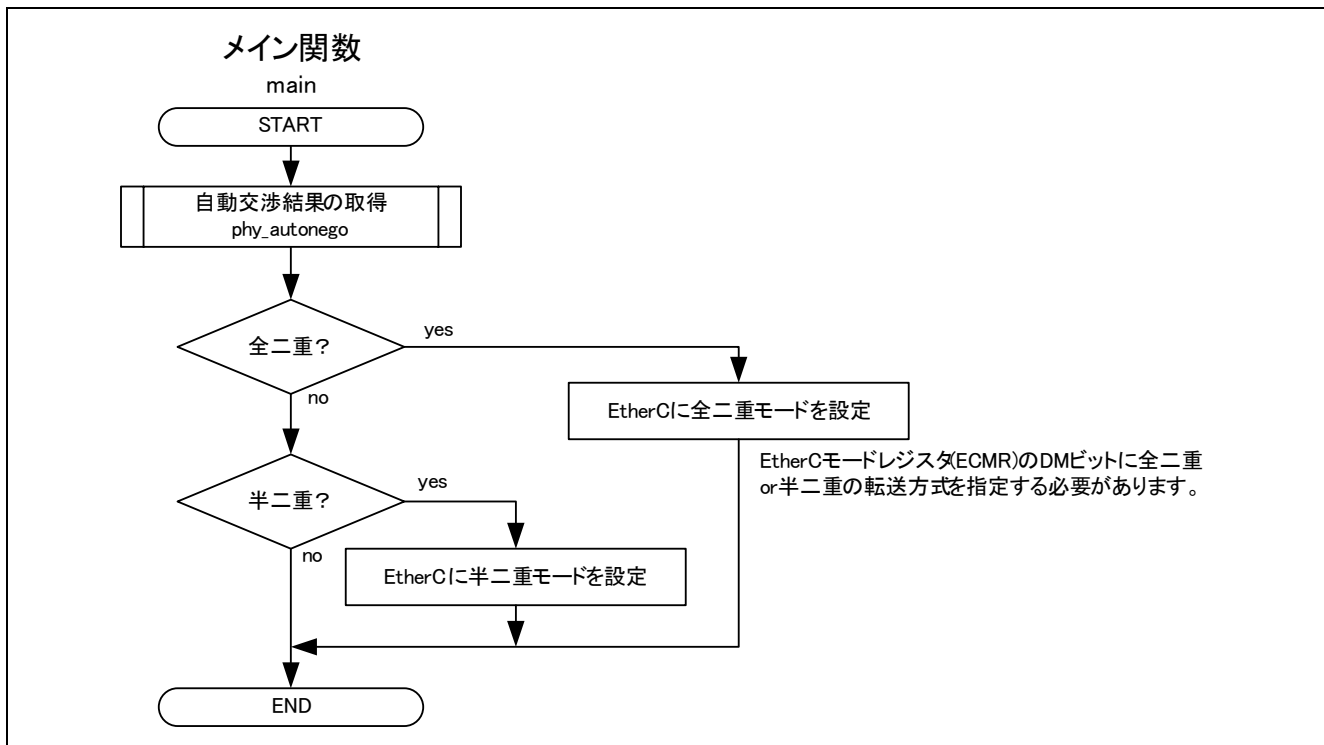 メイン関数
main
START
自動交渉結果の取得
phy_autonego
全二重？
yes
no
EtherCに全二重モードを設定
EtherCモードレジスタ(ECMR)のDMビットに全二重
or半二重の転送方式を指定する必要があります。
半二重？
yes
no
EtherCに半二重モードを設定
END